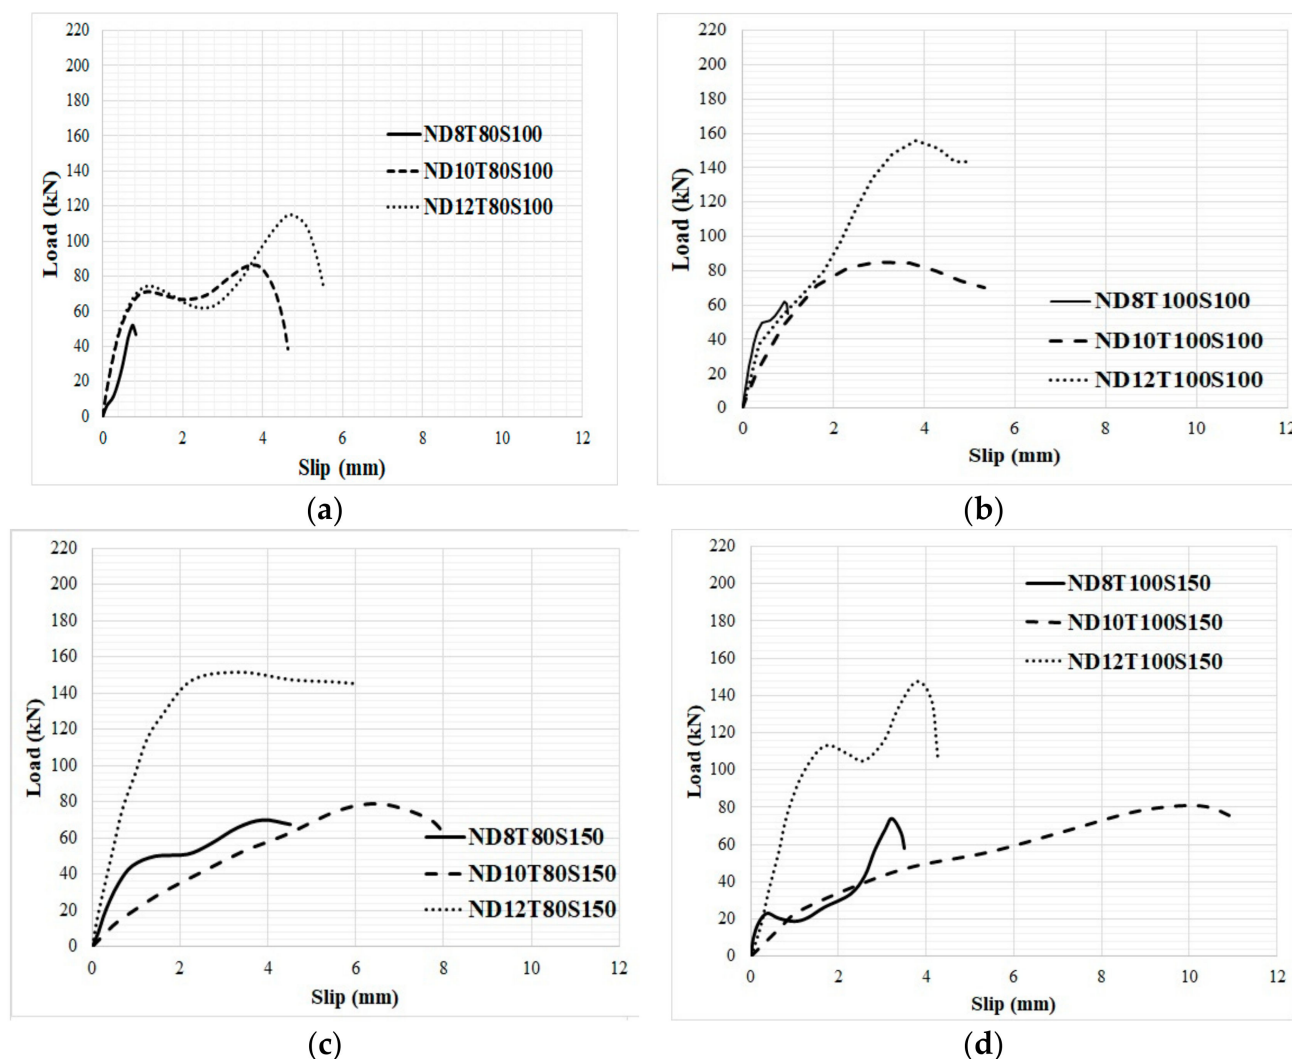 220
200
180
160
140
120
100
80
60
40
20
0
Load (kN)
ND8T80S100
ND10T80S100
ND12T80S100
0 2 4 6 8 10 12
Slip (mm)
(a)
220
200
180
160
140
120
100
80
60
40
20
0
Load (kN)
ND8T100S100
ND10T100S100
ND12T100S100
0 2 4 6 8 10 12
Slip (mm)
(b)
220
200
180
160
140
120
100
80
60
40
20
0
Load (kN)
ND8T80S150
ND10T80S150
ND12T80S150
0 2 4 6 8 10 12
Slip (mm)
(c)
220
200
180
160
140
120
100
80
60
40
20
0
Load (kN)
ND8T100S150
ND10T100S150
ND12T100S150
0 2 4 6 8 10 12
Slip (mm)
(d)